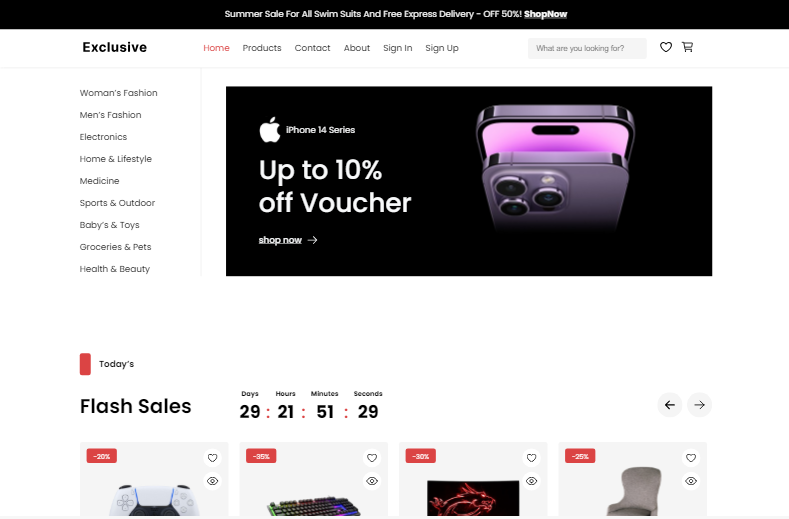 Summer Sale For All Swim Suits And Free Express Delivery - OFF 50%! ShopNow
Exclusive
Home Products Contact About Sign In Sign Up
What are you looking for?
Woman's Fashion
Men's Fashion
Electronics
Home & Lifestyle
Medicine
Sports & Outdoor
Baby's & Toys
Groceries & Pets
Health & Beauty
iPhone 14 Series
Up to 10%
off Voucher
shop now
Today's
Flash Sales
Days Hours Minutes Seconds
29 : 21 : 51 : 29
-20% -35% -30% -25%